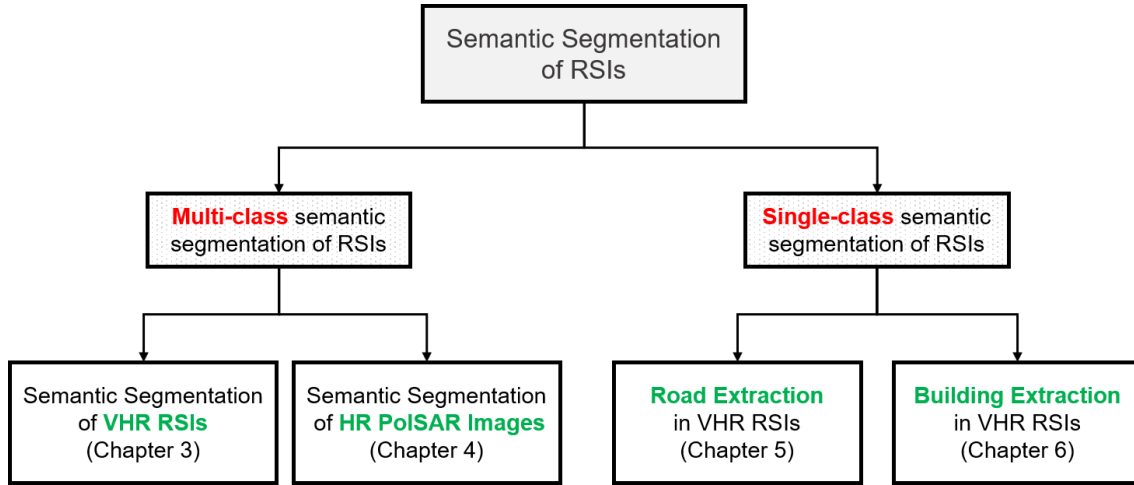 Semantic Segmentation
of RSIs
Multi-class semantic
segmentation of RSIs
Single-class semantic
segmentation of RSIs
Semantic Segmentation
of VHR RSIs
(Chapter 3)
Semantic Segmentation
of HR PolSAR Images
(Chapter 4)
Road Extraction
in VHR RSIs
(Chapter 5)
Building Extraction
in VHR RSIs
(Chapter 6)